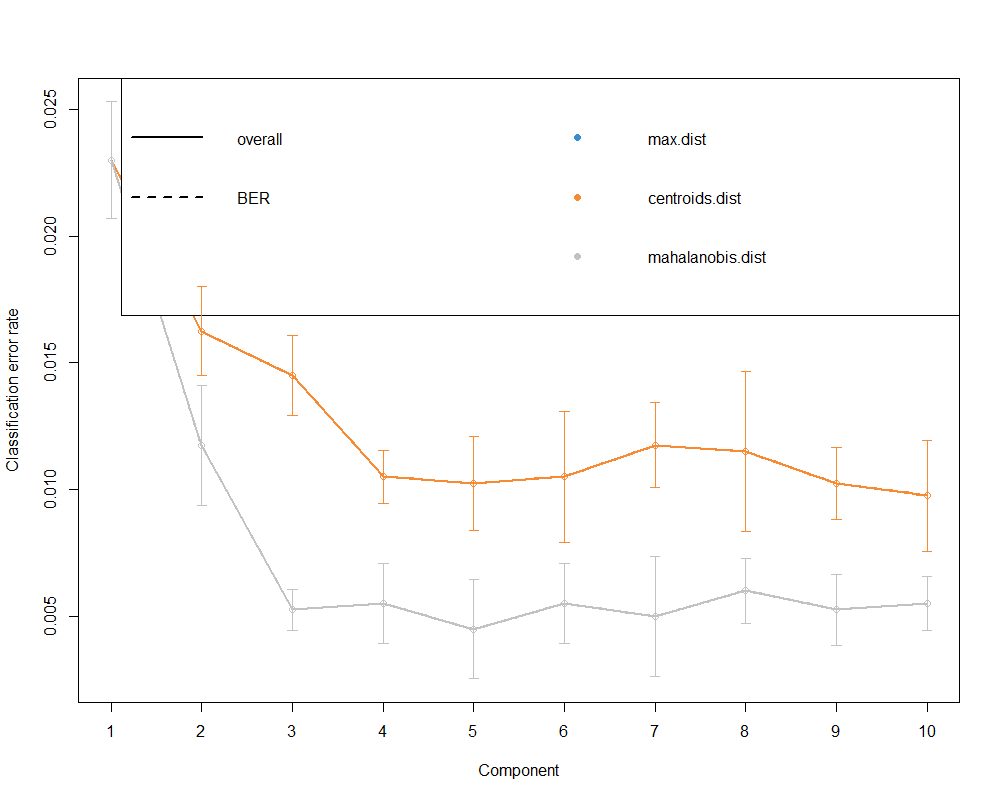 0.025
0.020
0.015
0.010
0.005
Classification error rate
overall
BER
max.dist
centroids.dist
mahalanobis.dist
1 2 3 4 5 6 7 8 9 10
Component